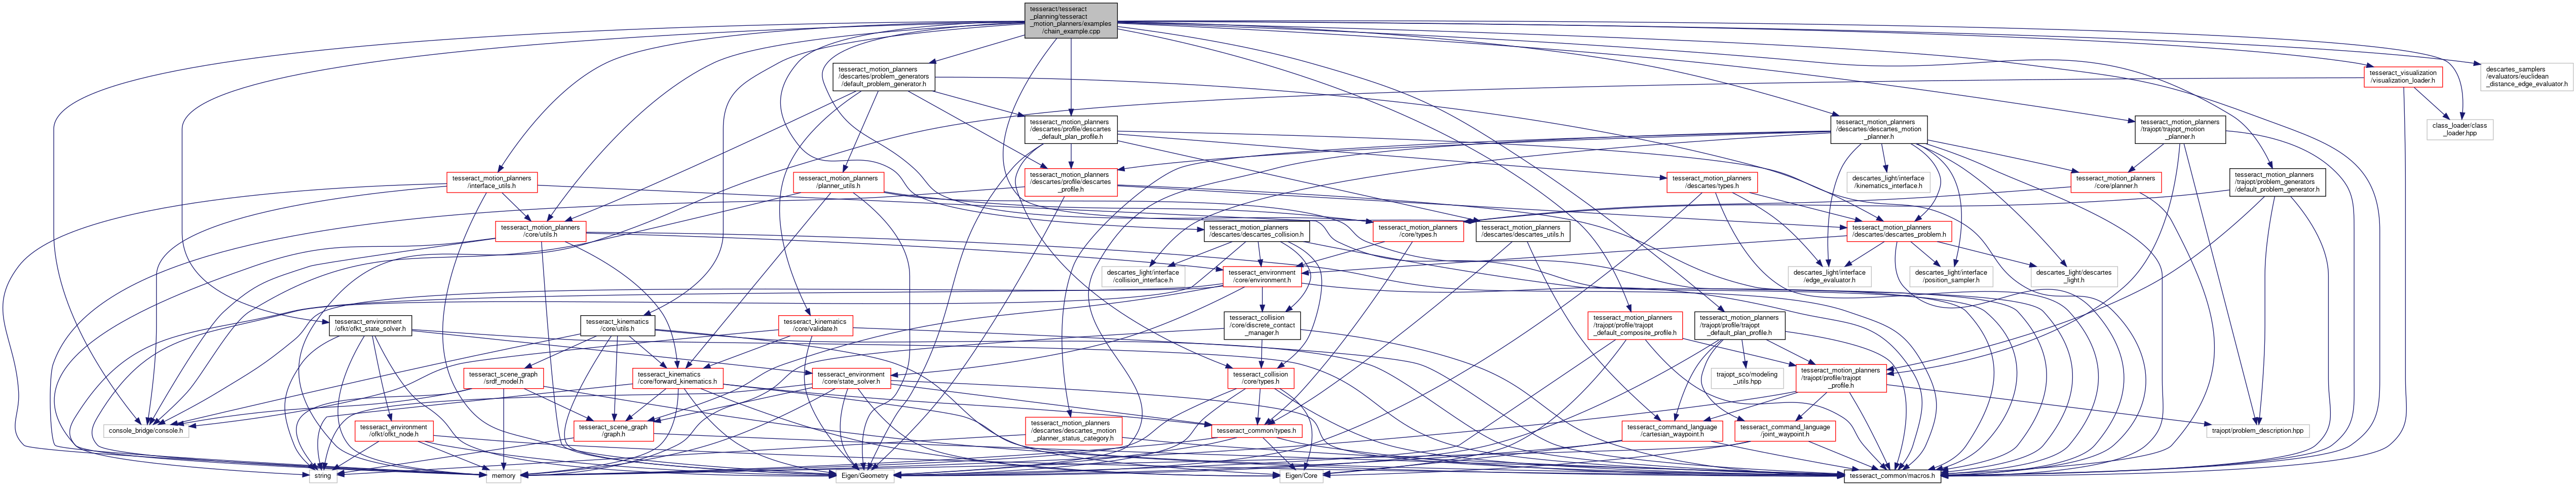 tesseract/tesseract
_planning/tesseract
_motion_planners/examples
/chain_example.cpp
tesseract_motion_planners
/descartes/problem_generators
/default_problem_generator.h
tesseract_visualization
/visualization_loader.h
descartes_samplers
/evaluators/euclidean
_distance_edge_evaluator.h
tesseract_motion_planners
/descartes/profile/descartes
_default_plan_profile.h
tesseract_motion_planners
/descartes/descartes_motion
_planner.h
tesseract_motion_planners
/trajopt/trajopt_motion
_planner.h
class_loader/class
_loader.hpp
tesseract_motion_planners
/interface_utils.h
tesseract_motion_planners
/planner_utils.h
tesseract_motion_planners
/descartes/profile/descartes
_profile.h
tesseract_motion_planners
/descartes/types.h
descartes_light/interface
/kinematics_interface.h
tesseract_motion_planners
/core/planner.h
tesseract_motion_planners
/trajopt/problem_generators
/default_problem_generator.h
tesseract_motion_planners
/core/utils.h
tesseract_motion_planners
/descartes/descartes_collision.h
tesseract_motion_planners
/core/types.h
tesseract_motion_planners
/descartes/descartes_utils.h
tesseract_motion_planners
/descartes/descartes_problem.h
descartes_light/interface
/collision_interface.h
tesseract_environment
/core/environment.h
descartes_light/interface
/edge_evaluator.h
descartes_light/interface
/position_sampler.h
descartes_light/descartes
_light.h
tesseract_environment
/ofkt/ofkt_state_solver.h
tesseract_kinematics
/core/utils.h
tesseract_kinematics
/core/validate.h
tesseract_collision
/core/discrete_contact
_manager.h
tesseract_motion_planners
/trajopt/profile/trajopt
_default_composite_profile.h
tesseract_motion_planners
/trajopt/profile/trajopt
_default_plan_profile.h
tesseract_scene_graph
/srdf_model.h
tesseract_kinematics
/core/forward_kinematics.h
tesseract_environment
/core/state_solver.h
tesseract_collision
/core/types.h
trajopt_sco/modeling
_utils.hpp
tesseract_motion_planners
/trajopt/profile/trajopt
_profile.h
console_bridge/console.h
tesseract_environment
/ofkt/ofkt_node.h
tesseract_scene_graph
/graph.h
tesseract_motion_planners
/descartes/descartes_motion
_planner_status_category.h
tesseract_common/types.h
tesseract_command_language
/cartesian_waypoint.h
tesseract_command_language
/joint_waypoint.h
trajopt/problem_description.hpp
string
memory
Eigen/Geometry
Eigen/Core
tesseract_common/macros.h